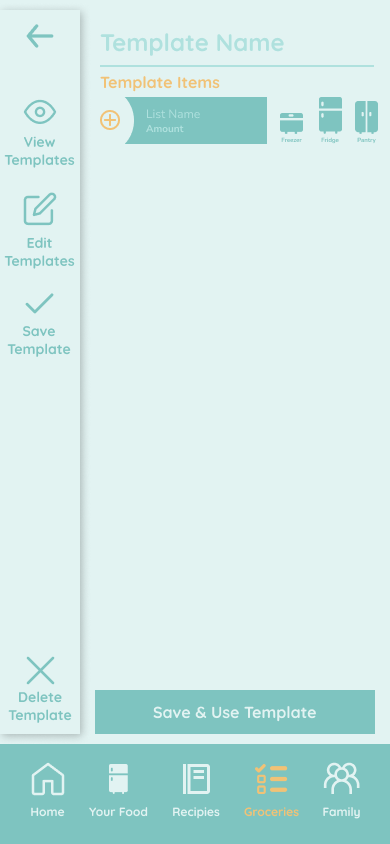 Template Name
Template Items
List Name
Amount
Freezer
Fridge
Pantry
View
Templates
Edit
Templates
Save
Template
Delete
Template
Save & Use Template
Home
Your Food
Recipies
Groceries
Family